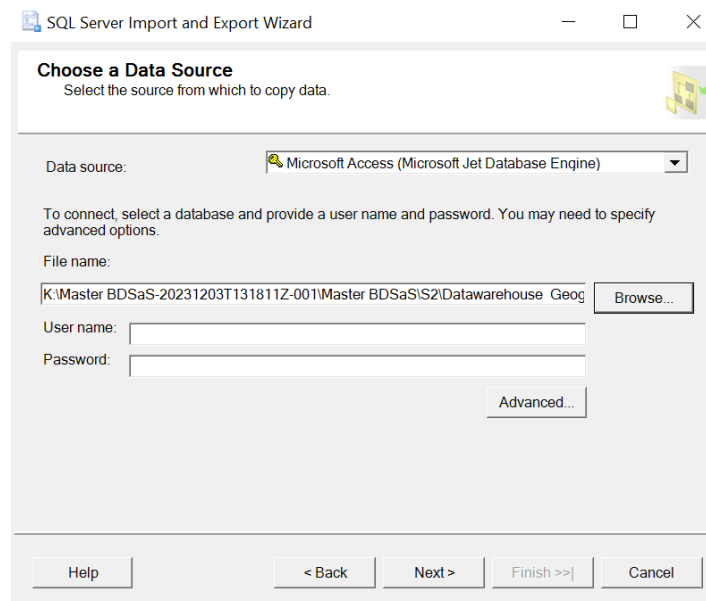 SQL Server Import and Export Wizard
Choose a Data Source
Select the source from which to copy data.
Data source: Microsoft Access (Microsoft Jet Database Engine)
To connect, select a database and provide a user name and password. You may need to specify
advanced options.
File name:
K:\Master BDSaS-20231203T131811Z-001\Master BDSaS\S2\Datawarehouse  Geog Browse...
User name:
Password:
Advanced...
Help < Back Next > Finish >>| Cancel